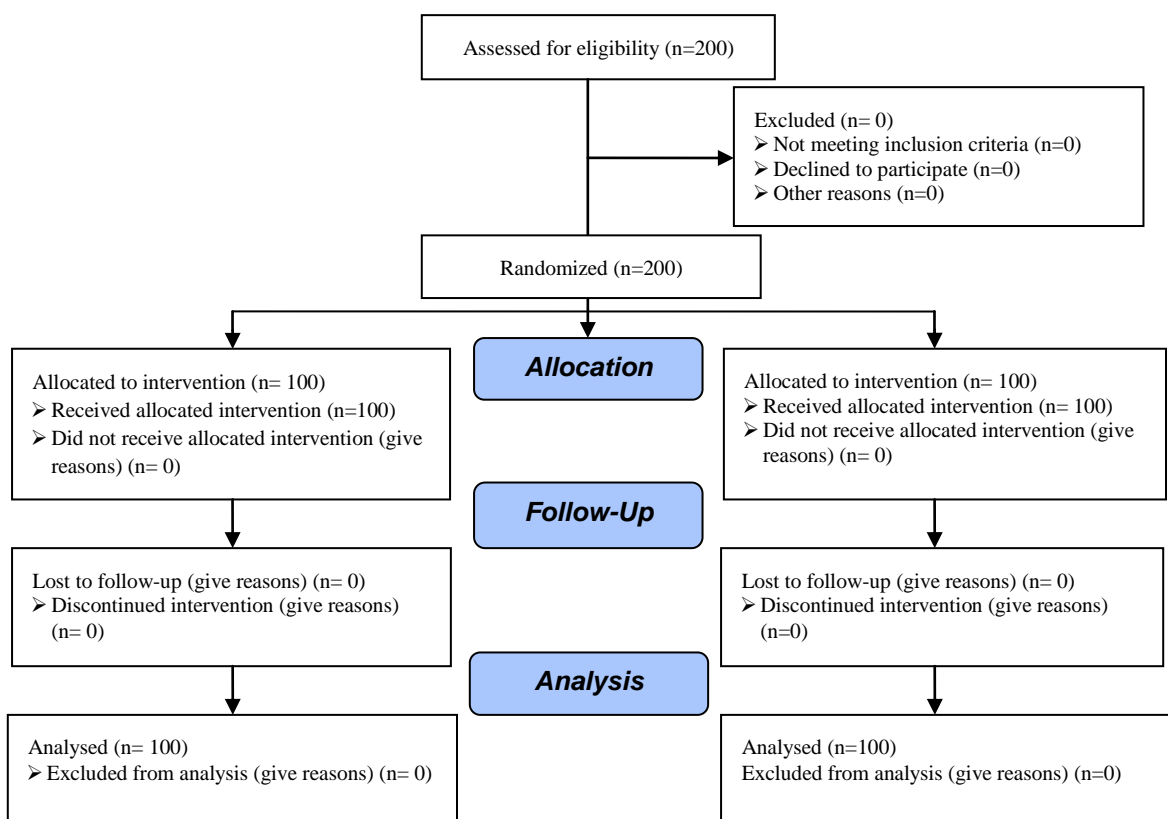 Assessed for eligibility (n=200)
Excluded (n= 0)
➢ Not meeting inclusion criteria (n=0)
➢ Declined to participate (n=0)
➢ Other reasons (n=0)
Randomized (n=200)
Allocation
Allocated to intervention (n= 100)
➢ Received allocated intervention (n=100)
➢ Did not receive allocated intervention (give
reasons) (n= 0)
Allocated to intervention (n= 100)
➢ Received allocated intervention (n= 100)
➢ Did not receive allocated intervention (give
reasons) (n= 0)
Follow-Up
Lost to follow-up (give reasons) (n= 0)
➢ Discontinued intervention (give reasons)
(n= 0)
Lost to follow-up (give reasons) (n= 0)
➢ Discontinued intervention (give reasons)
(n=0)
Analysis
Analysed (n= 100)
➢ Excluded from analysis (give reasons) (n= 0)
Analysed (n=100)
Excluded from analysis (give reasons) (n=0)